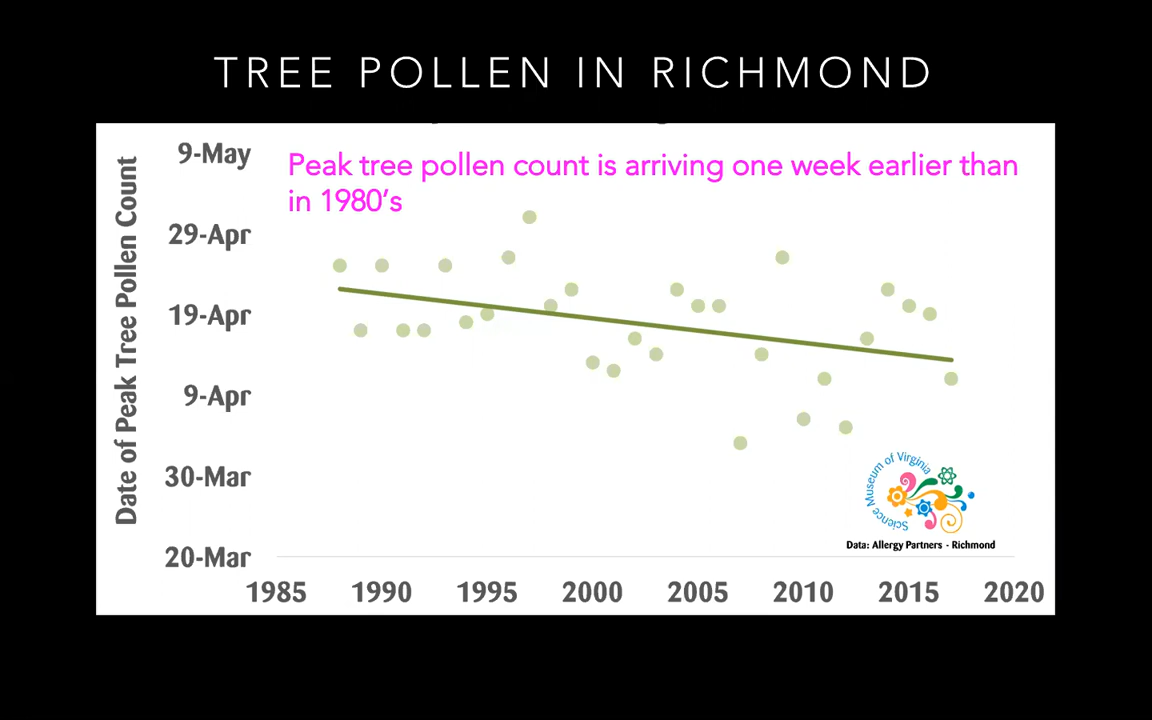 TREE POLLEN IN RICHMOND
Peak tree pollen count is arriving one week earlier than
in 1980's
Date of Peak Tree Pollen Count
9-May
29-Apr
19-Apr
9-Apr
30-Mar
20-Mar
1985 1990 1995 2000 2005 2010 2015 2020
Science Museum of Virginia
Data: Allergy Partners - Richmond